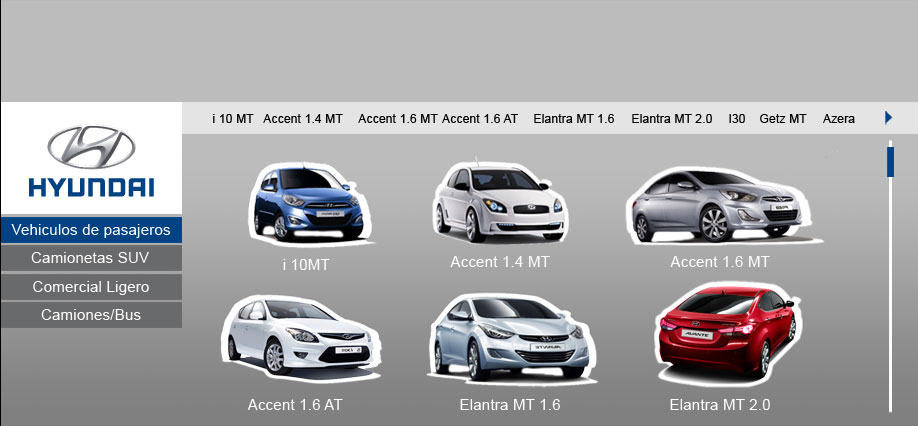 i 10 MT Accent 1.4 MT Accent 1.6 MT Accent 1.6 AT Elantra MT 1.6 Elantra MT 2.0 I30 Getz MT Azera
HYUNDAI
Vehiculos de pasajeros
Camionetas SUV
Comercial Ligero
Camiones/Bus
i 10MT
Accent 1.4 MT
Accent 1.6 MT
AVANTE
Accent 1.6 AT
Elantra MT 1.6
Elantra MT 2.0